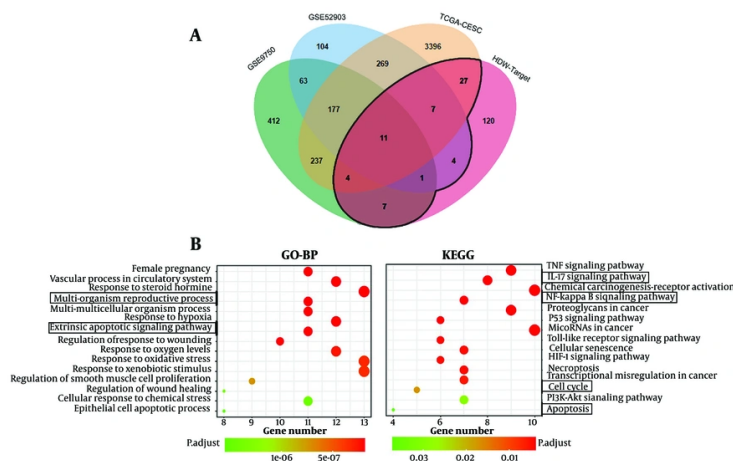 A
GSE9750
GSE52903
TCGA-CESC
HDW-Target
104
3396
63
269
27
412
177
7
120
11
237
4
4
1
7
B
GO-BP
Female pregnancy
Vascular process in circulatory system
Response to steroid hormine
Multi-organism reproductive process
Multi-multicellular organism process
Response to hypoxia
Extrinsic apoptotic signaling pathway
Regulation ofresponse to wounding
Response to oxygen levels
Response to oxidative stress
Response to xenobiotic stimulus
Regulation of smooth muscle cell proliferation
Regulation of wound healing
Cellular response to chemical stress
Epithelial cell apoptotic process
8 9 10 11 12 13
Gene number
P.adjust
1e-06 5e-07
KEGG
TNF signaling patbway
IL-17 signaling pathway
Chemical carcinogenesis-receptor activation
NF-kappa B siqnaling pathway
Proteoglycans in cancer
P53 signaling pathway
MicoRNAs in cancer
Toll-like receptor signaling pathway
Cellular senescence
HIF-1 signaling pathway
Necroptosis
Transcriptional misregulation in cancer
Cell cycle
PI3K-Akt sianaling pathway
Apoptosis
4 6 8 10
Gene number
P.adjust
0.03 0.02 0.01